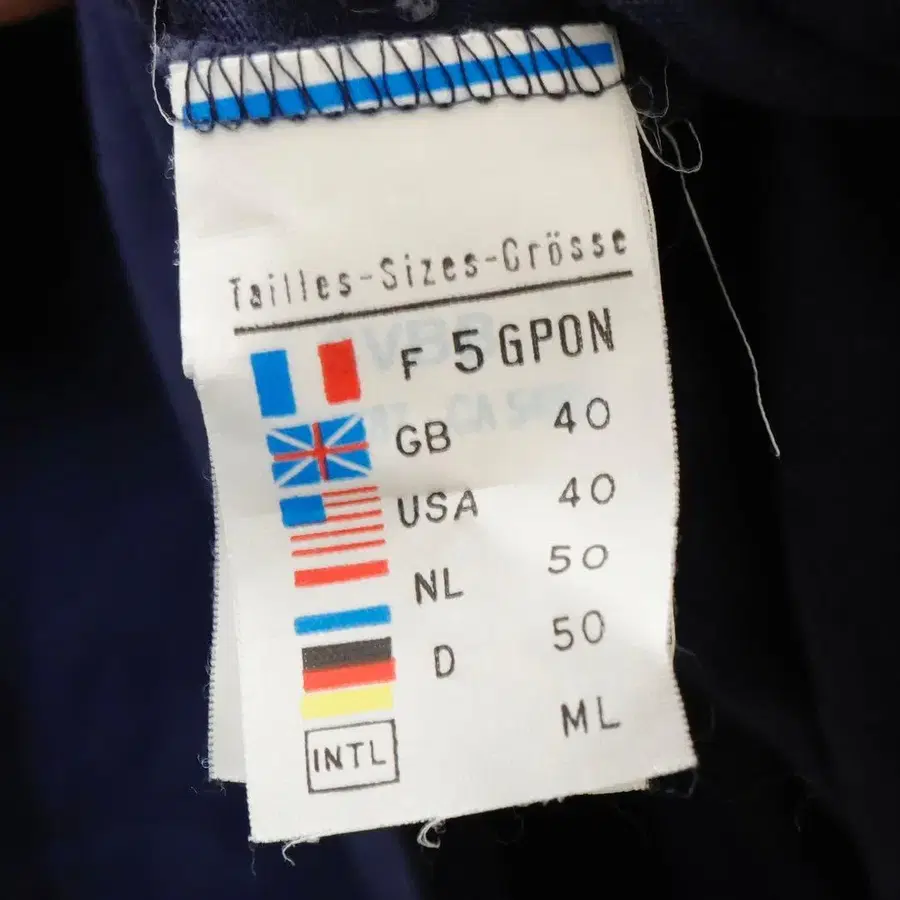 Tailles-Sizes-Grösse
F 5 GPON
GB 40
USA 40
NL 50
D 50
INTL ML